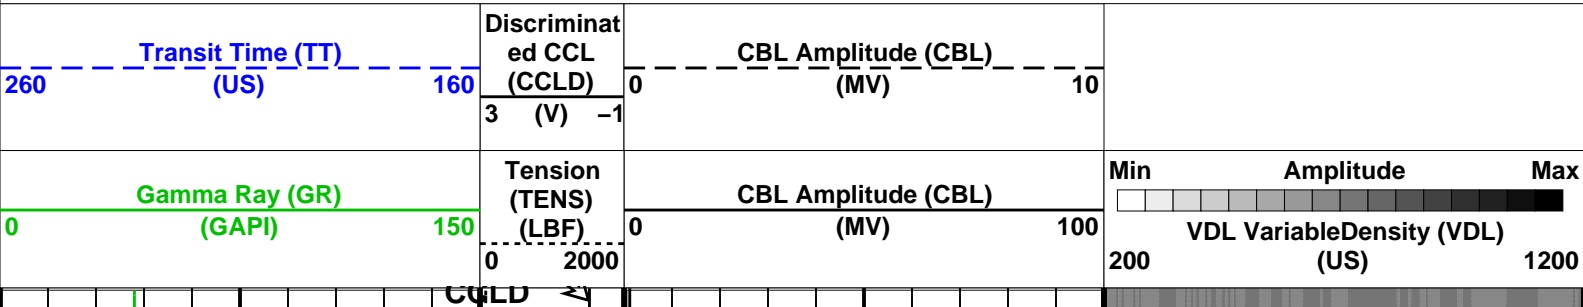 Transit Time (TT)
260 (US) 160
Discriminat
ed CCL
(CCLD)
3 (V) −1
CBL Amplitude (CBL)
0 (MV) 10
Gamma Ray (GR)
0 (GAPI) 150
Tension
(TENS)
(LBF)
0 2000
CBL Amplitude (CBL)
0 (MV) 100
Min Amplitude Max
VDL VariableDensity (VDL)
200 (US) 1200
CCLD